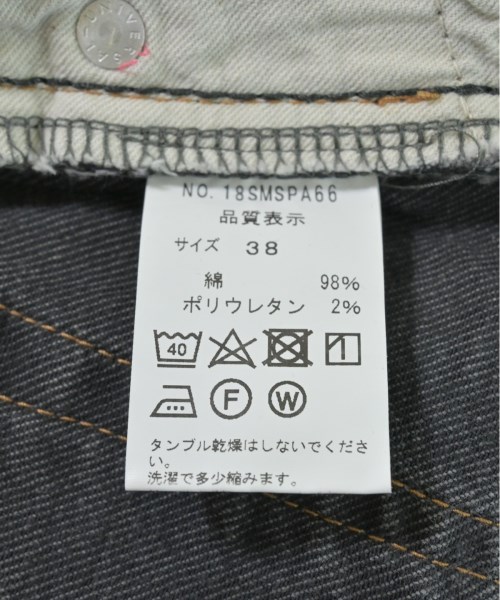 UNIVERSAL
NO. 18SMSPA66
品質表示
サイズ 38
綿 98%
ポリウレタン 2%
40
F W
タンブル乾燥はしないでくださ
い。
洗濯で多少縮みます。